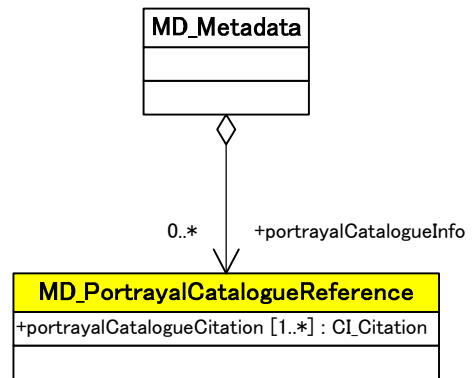 MD_Metadata
0..* +portrayalCatalogueInfo
MD_PortrayalCatalogueReference
+portrayalCatalogueCitation [1..*] : CI_Citation